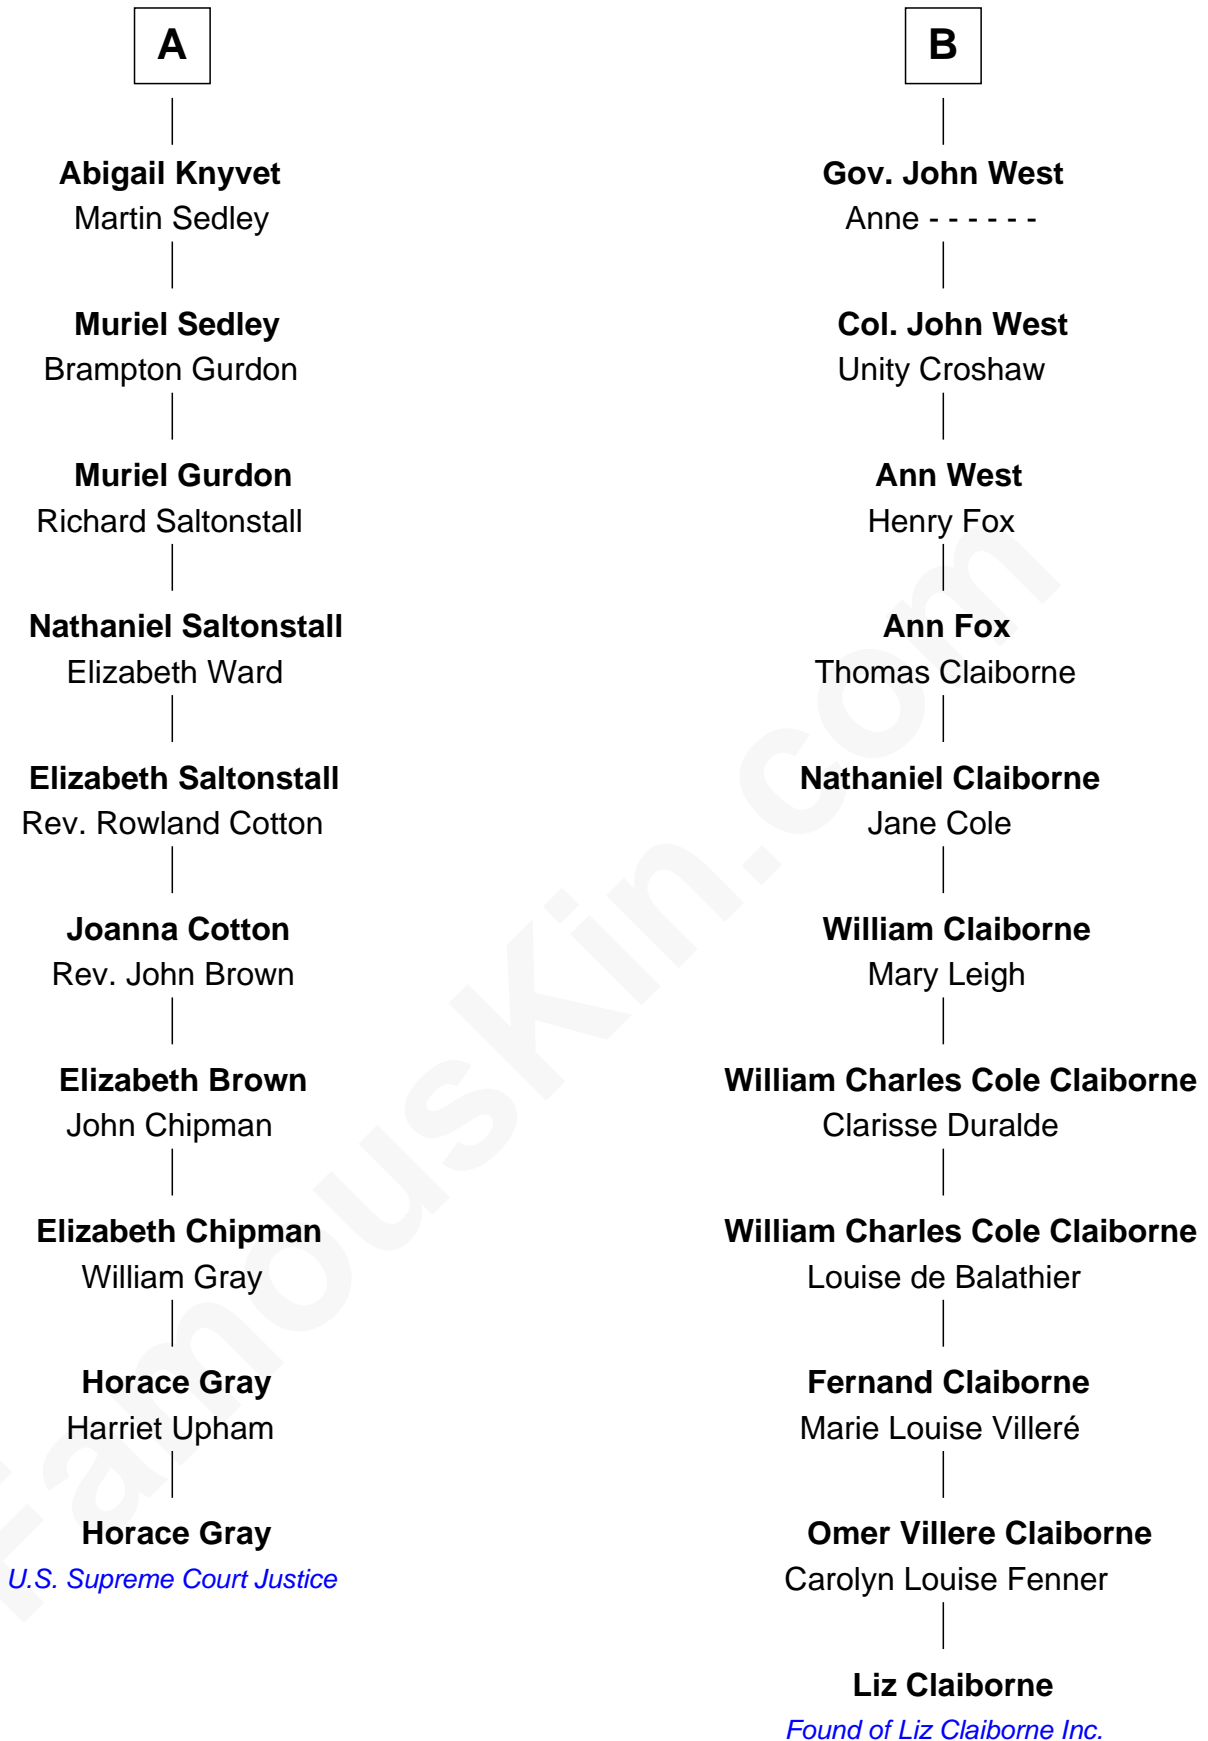 A
Abigail Knyvet
Martin Sedley
Muriel Sedley
Brampton Gurdon
Muriel Gurdon
Richard Saltonstall
Nathaniel Saltonstall
Elizabeth Ward
Elizabeth Saltonstall
Rev. Rowland Cotton
Joanna Cotton
Rev. John Brown
Elizabeth Brown
John Chipman
Elizabeth Chipman
William Gray
Horace Gray
Harriet Upham
Horace Gray
U.S. Supreme Court Justice
B
Gov. John West
Anne - - - - - -
Col. John West
Unity Croshaw
Ann West
Henry Fox
Ann Fox
Thomas Claiborne
Nathaniel Claiborne
Jane Cole
William Claiborne
Mary Leigh
William Charles Cole Claiborne
Clarisse Duralde
William Charles Cole Claiborne
Louise de Balathier
Fernand Claiborne
Marie Louise Villeré
Omer Villere Claiborne
Carolyn Louise Fenner
Liz Claiborne
Found of Liz Claiborne Inc.
FamousKin.com